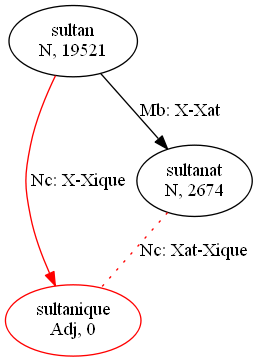 sultan
N, 19521
Mb: X-Xat
Nc: X-Xique
sultanat
N, 2674
Nc: Xat-Xique
sultanique
Adj, 0